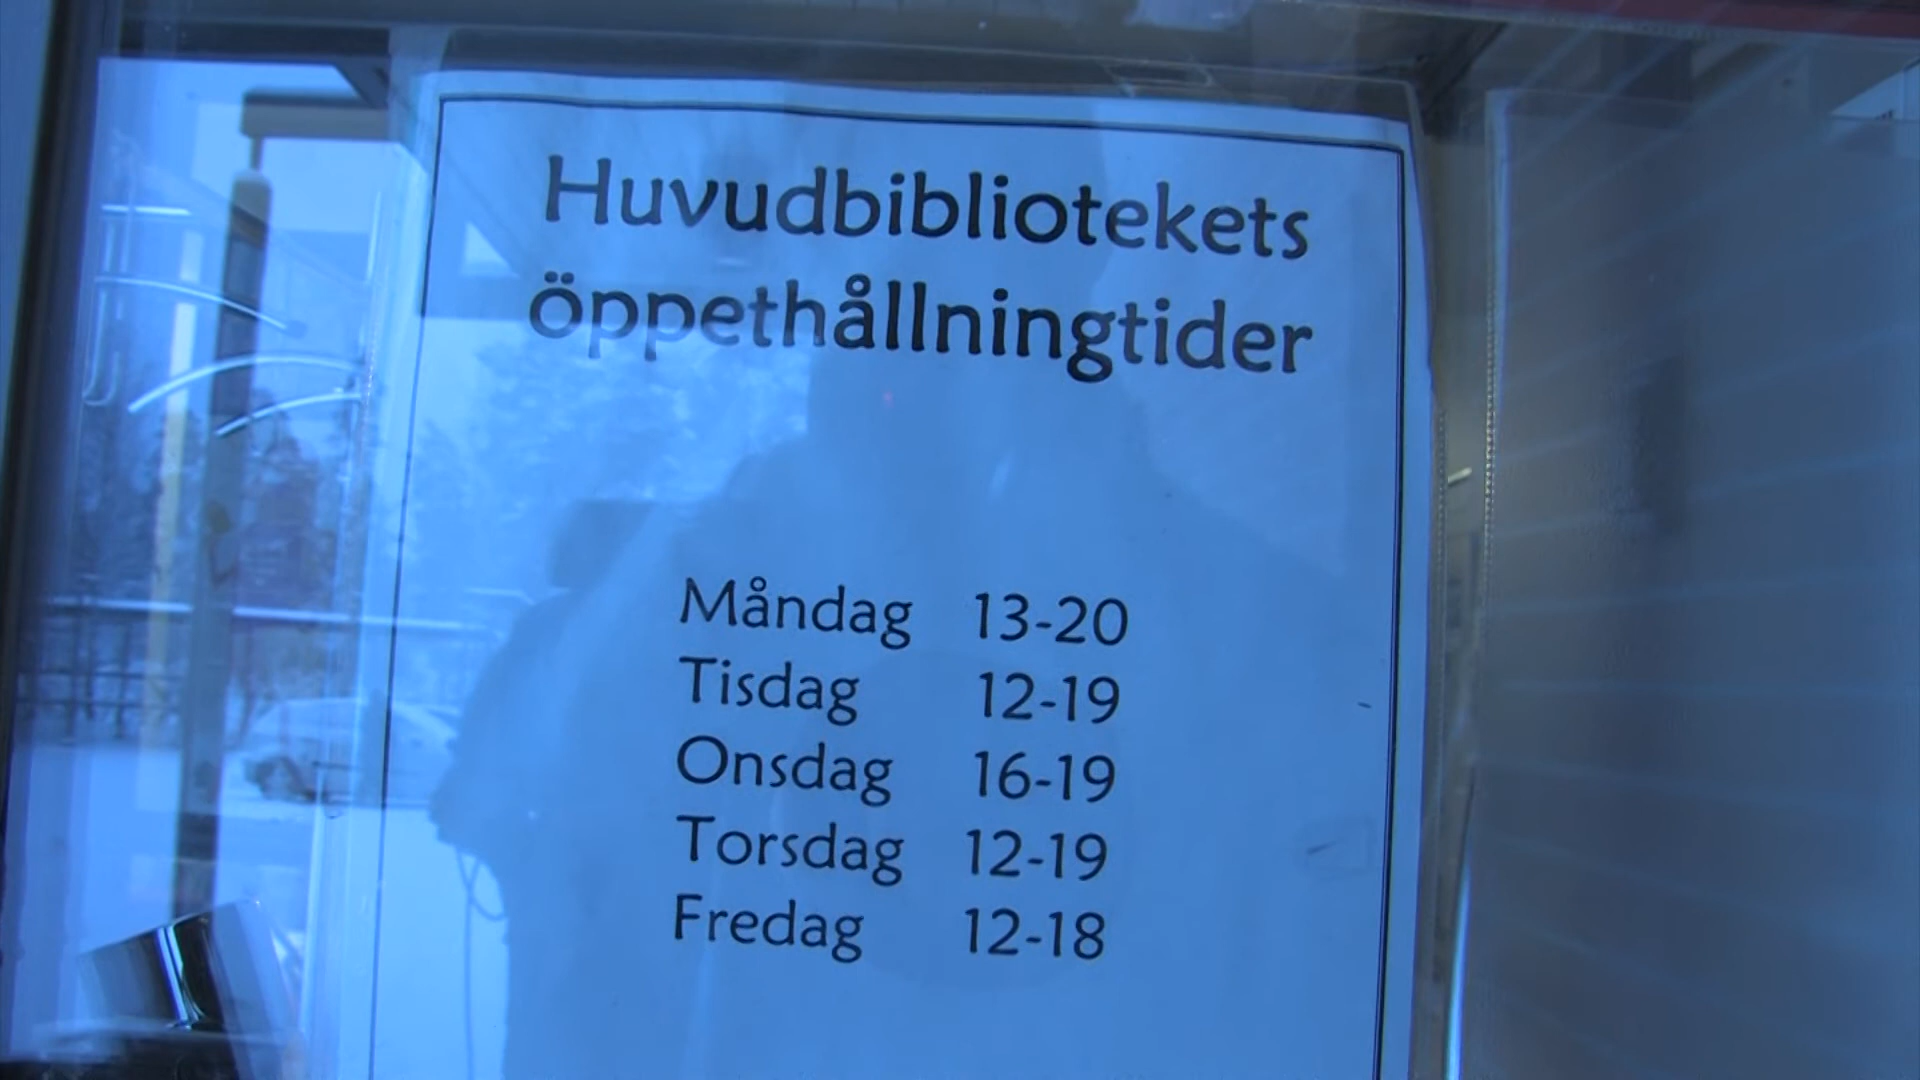 Huvudbibliotekets
öppethållningtider
Måndag 13-20
Tisdag 12-19
Onsdag 16-19
Torsdag 12-19
Fredag 12-18